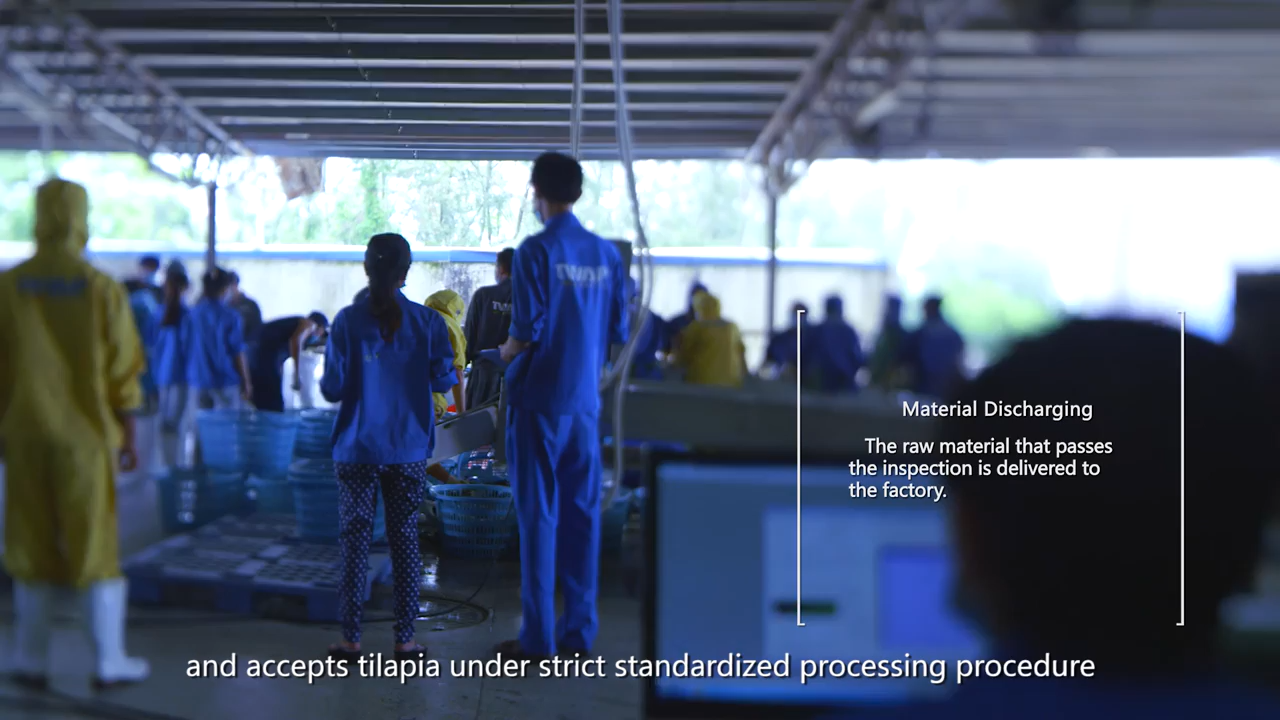 Material Discharging
The raw material that passes
the inspection is delivered to
the factory.
and accepts tilapia under strict standardized processing procedure